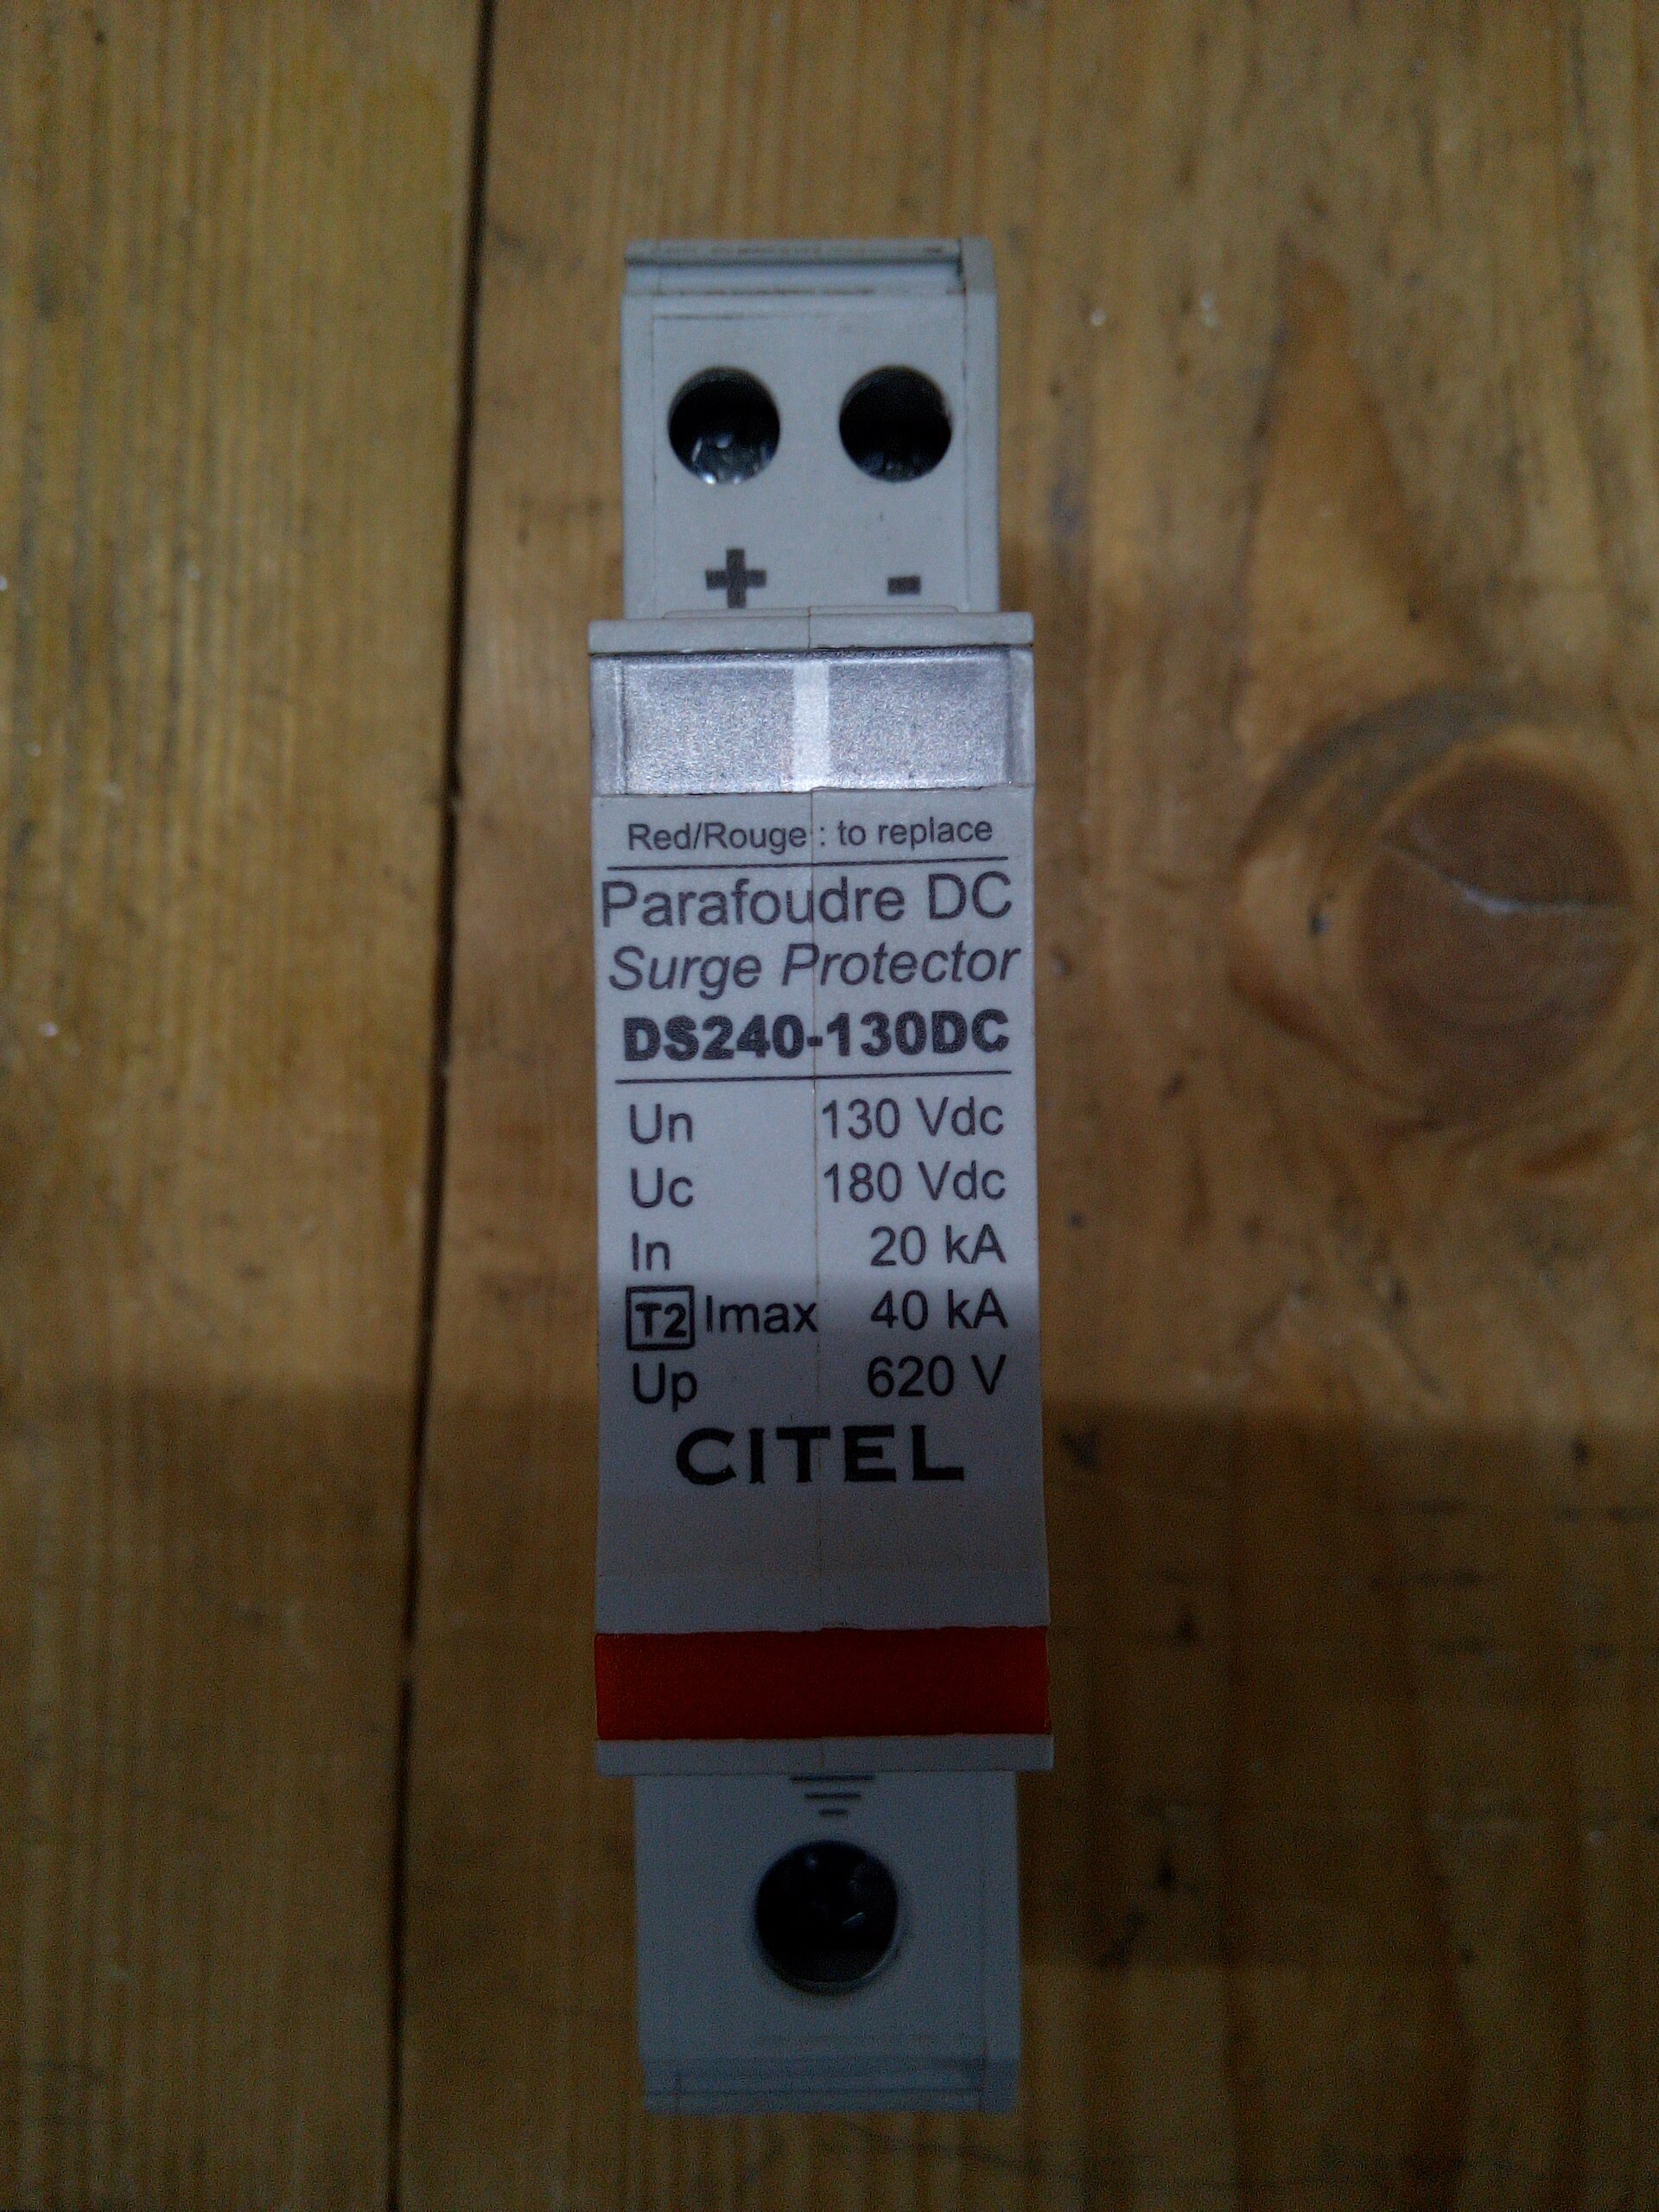 + -
Red/Rouge : to replace
Parafoudre DC
Surge Protector
DS240-130DC
Un 130 Vdc
Uc 180 Vdc
In 20 kA
T2 Imax 40 kA
Up 620 V
CITEL